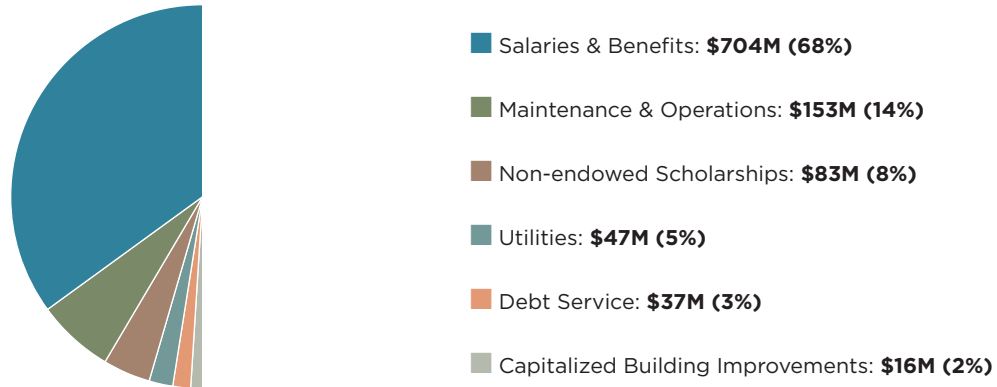 Salaries & Benefits: $704M (68%)
Maintenance & Operations: $153M (14%)
Non-endowed Scholarships: $83M (8%)
Utilities: $47M (5%)
Debt Service: $37M (3%)
Capitalized Building Improvements: $16M (2%)